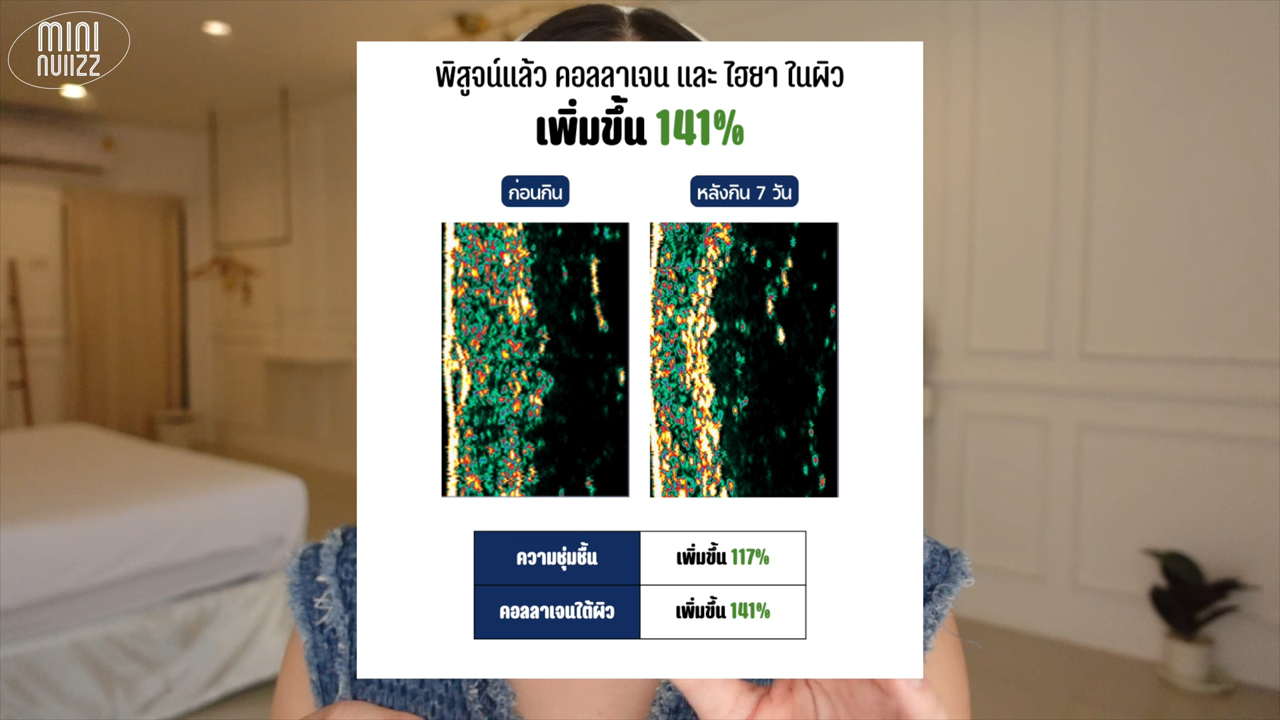 MINI
NUIIZZ
พิสูจน์แล้ว คอลลาเจน และ ไฮยา ในผิว
เพิ่มขึ้น 141%
ก่อนกิน
หลังกิน 7 วัน
ความชุ่มชื้น
เพิ่มขึ้น 117%
คอลลาเจนใต้ผิว
เพิ่มขึ้น 141%